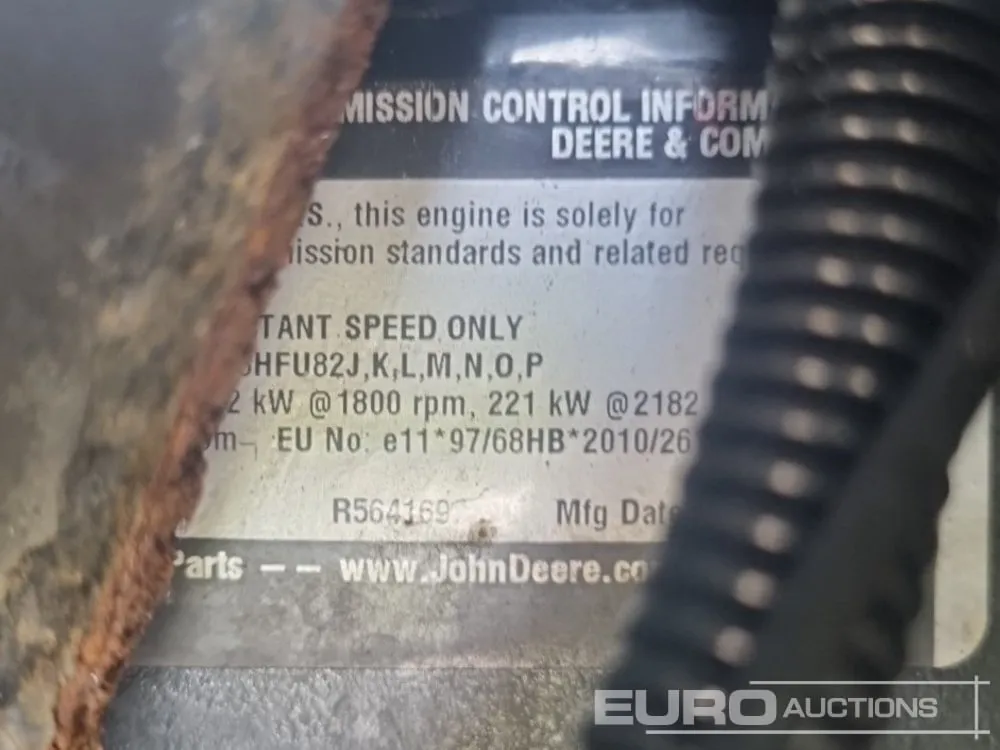 MISSION CONTROL INFORM
DEERE & COM
.S., this engine is solely for
ission standards and related req
TANT SPEED ONLY
HFU82J,K,L,M,N,O,P
2 kW @1800 rpm, 221 kW @2182
m- EU No: e11*97/68HB*2010/26
R564169 Mfg Date
Parts -- www.JohnDeere.co
EURO AUCTIONS